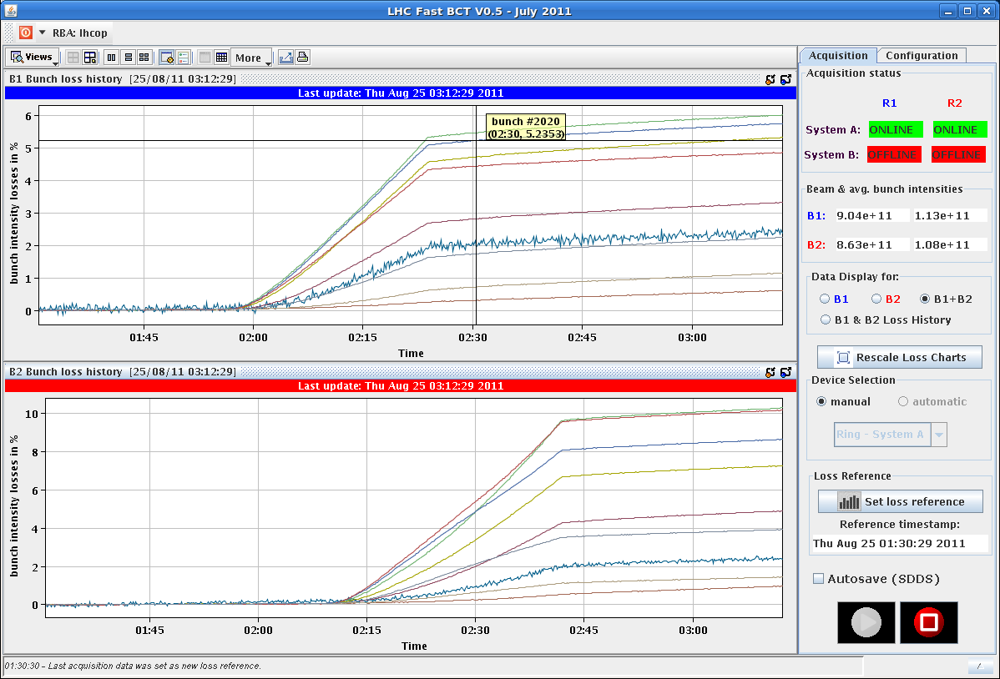 LHC Fast BCT V0.5 - July 2011
RBA: lhcop
Views
More
B1 Bunch loss history [25/08/11 03:12:29]
Last update: Thu Aug 25 03:12:29 2011
bunch intensity losses in %
6
5
4
3
2
1
0
bunch #2020
(02:30, 5.2353)
01:45 02:00 02:15 02:30 02:45 03:00
Time
B2 Bunch loss history [25/08/11 03:12:29]
Last update: Thu Aug 25 03:12:29 2011
bunch intensity losses in %
10
8
6
4
2
0
01:45 02:00 02:15 02:30 02:45 03:00
Time
Acquisition Configuration
Acquisition status
R1 R2
System A: ONLINE ONLINE
System B: OFFLINE OFFLINE
Beam & avg. bunch intensities
B1: 9.04e+11 1.13e+11
B2: 8.63e+11 1.08e+11
Data Display for:
B1 B2 B1+B2
B1 & B2 Loss History
Rescale Loss Charts
Device Selection
manual automatic
Ring - System A
Loss Reference
Set loss reference
Reference timestamp:
Thu Aug 25 01:30:29 2011
Autosave (SDDS)
01:30:30 - Last acquisition data was set as new loss reference.